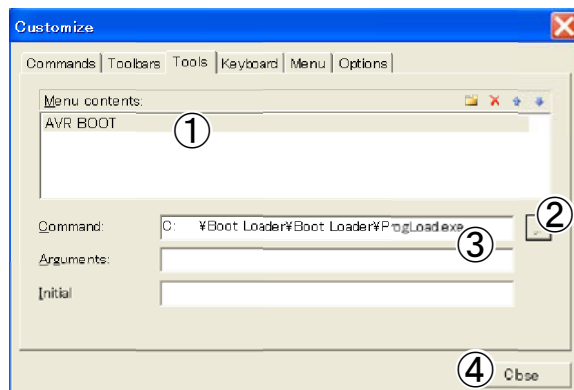 Customize
Commands Toolbars Tools Keyboard Menu Options
Menu contents:
AVR BOOT
①
②
Command: C: ¥Boot Loader¥Boot Loader¥ProgLoad.exe
③
Arguments:
Initial
④ Close